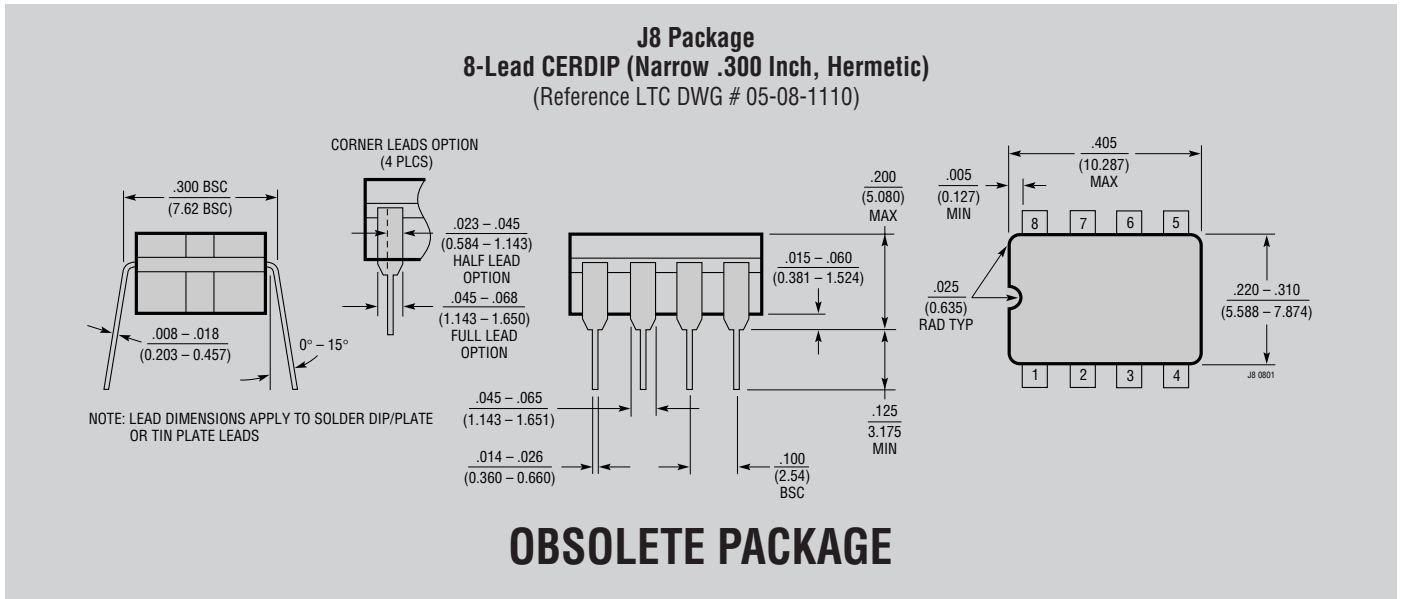 J8 Package
8-Lead CERDIP (Narrow .300 Inch, Hermetic)
(Reference LTC DWG # 05-08-1110)
.300 BSC
(7.62 BSC)
.008 – .018
(0.203 – 0.457)
0° – 15°
NOTE: LEAD DIMENSIONS APPLY TO SOLDER DIP/PLATE
OR TIN PLATE LEADS
CORNER LEADS OPTION
(4 PLCS)
.023 – .045
(0.584 – 1.143)
HALF LEAD
OPTION
.045 – .068
(1.143 – 1.650)
FULL LEAD
OPTION
.200
(5.080)
MAX
.015 – .060
(0.381 – 1.524)
.045 – .065
(1.143 – 1.651)
.014 – .026
(0.360 – 0.660)
.100
(2.54)
BSC
.125
3.175
MIN
.405
(10.287)
MAX
.005
(0.127)
MIN
8 7 6 5
.025
(0.635)
RAD TYP
.220 – .310
(5.588 – 7.874)
1 2 3 4
J8 0801
OBSOLETE PACKAGE